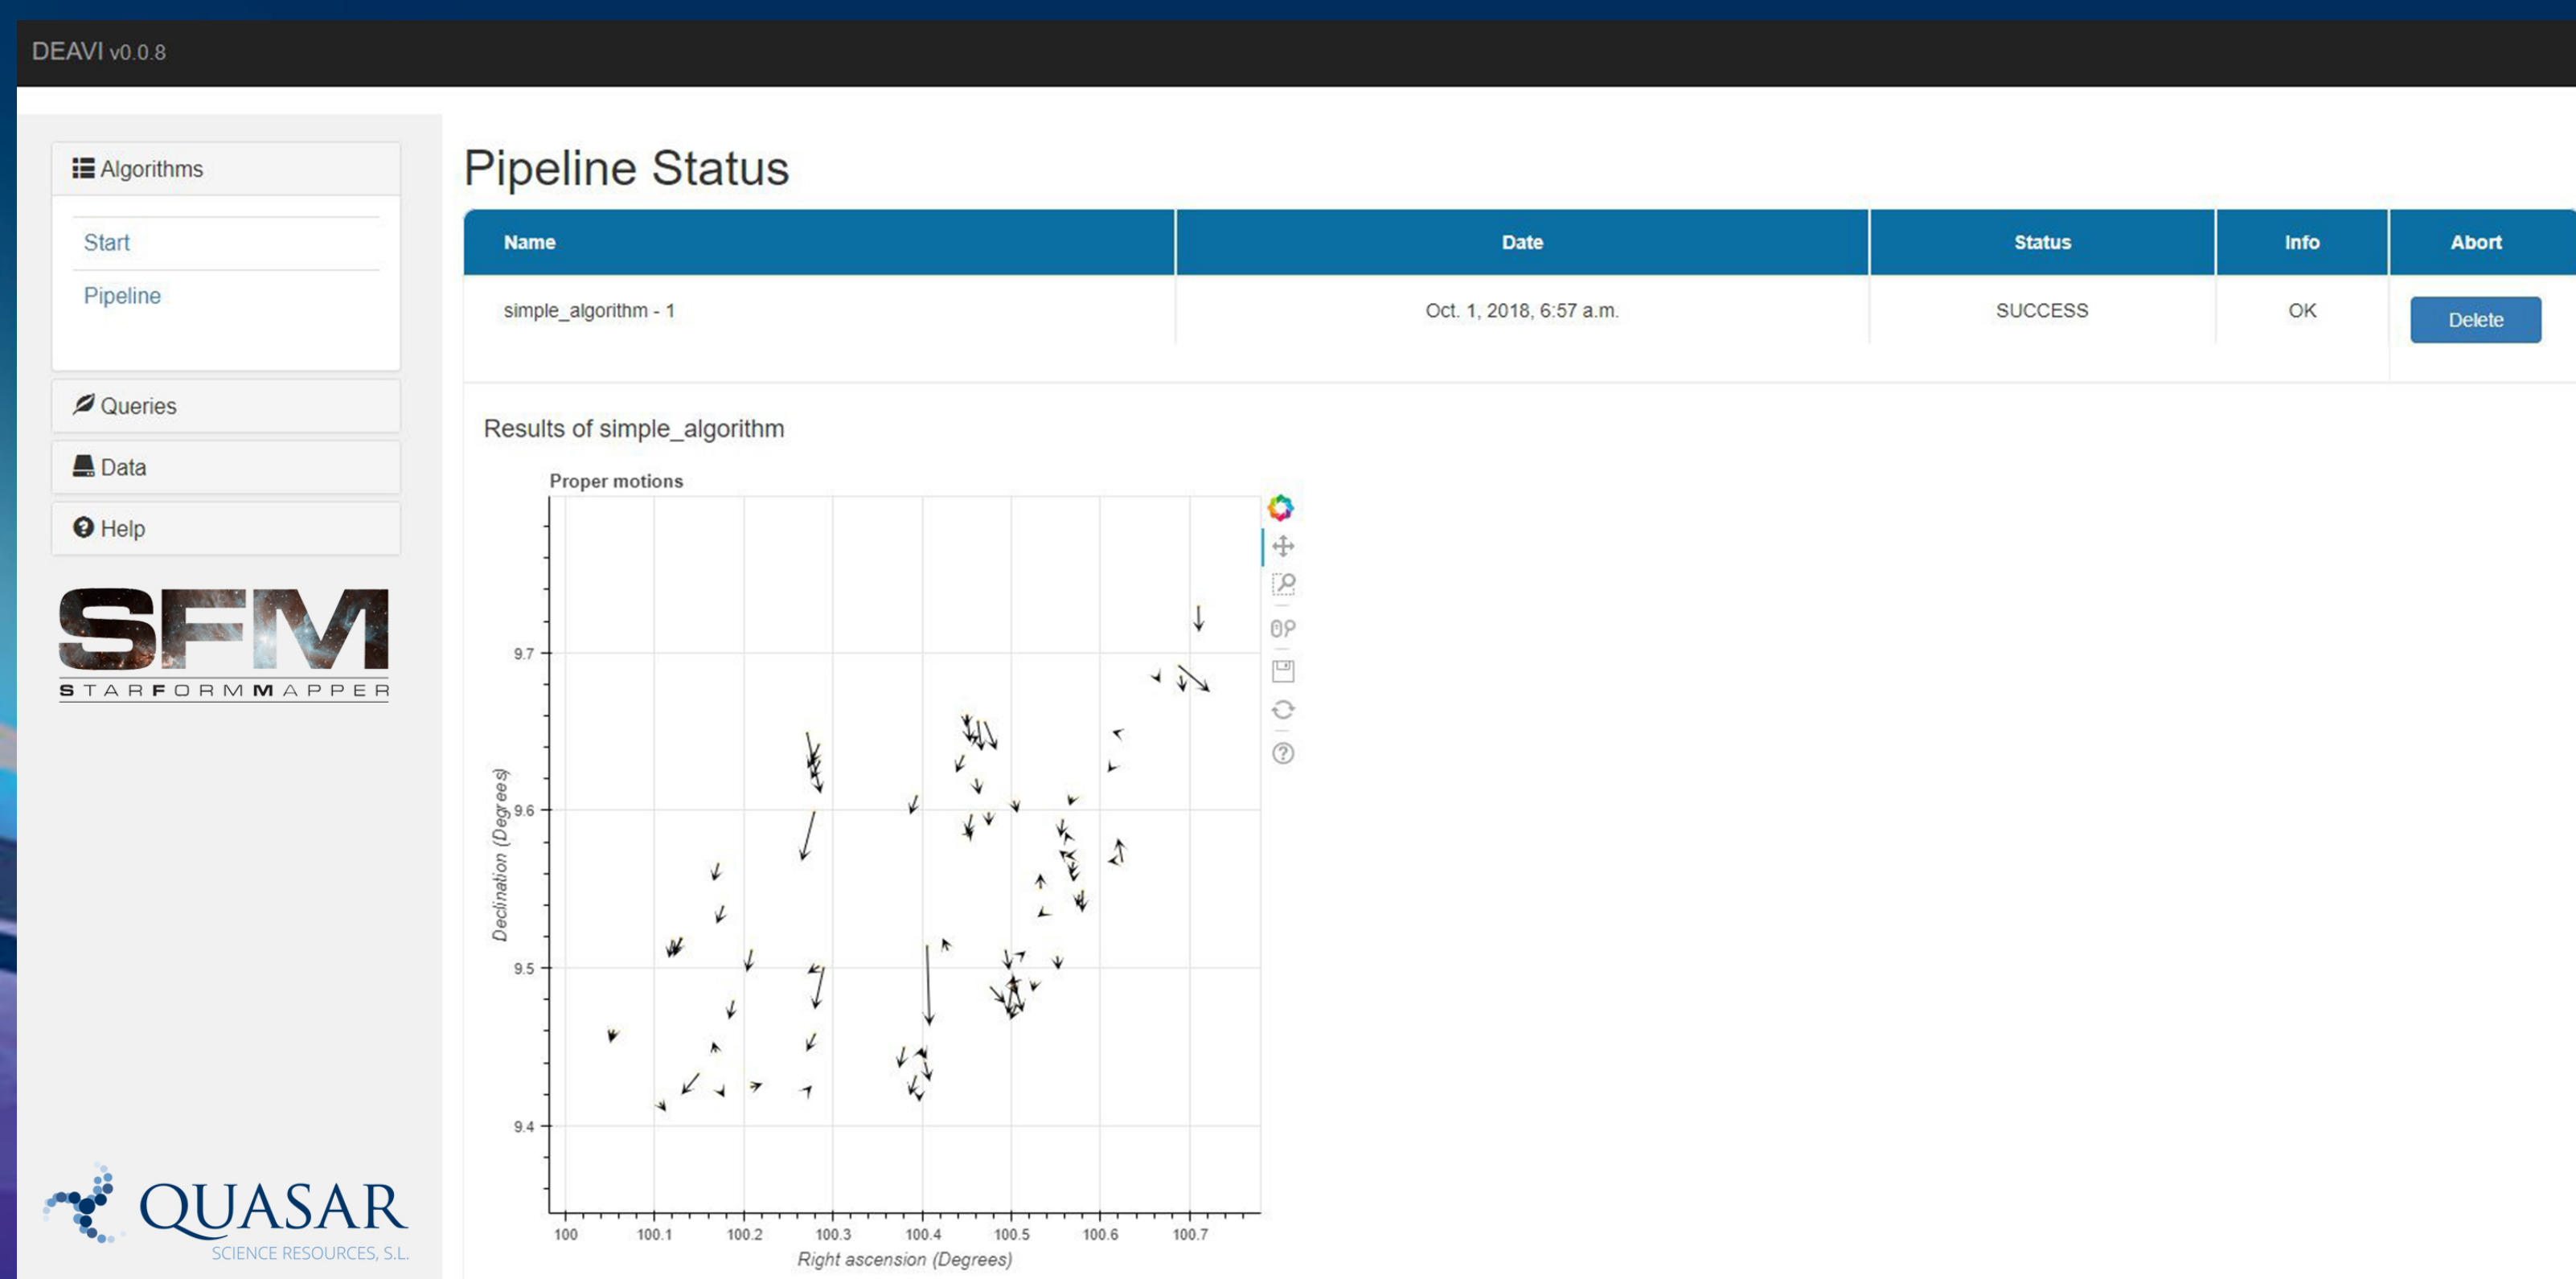 DEAVI v0.0.8
Algorithms
Start
Pipeline
Queries
Data
Help
SFM
STARFORMMAPPER
QUASAR
SCIENCE RESOURCES, S.L.
Pipeline Status
Name Date Status Info Abort
simple_algorithm - 1 Oct. 1, 2018, 6:57 a.m. SUCCESS OK Delete
Results of simple_algorithm
Proper motions
Declination (Degrees)
9.7
9.6
9.5
9.4
100 100.1 100.2 100.3 100.4 100.5 100.6 100.7
Right ascension (Degrees)